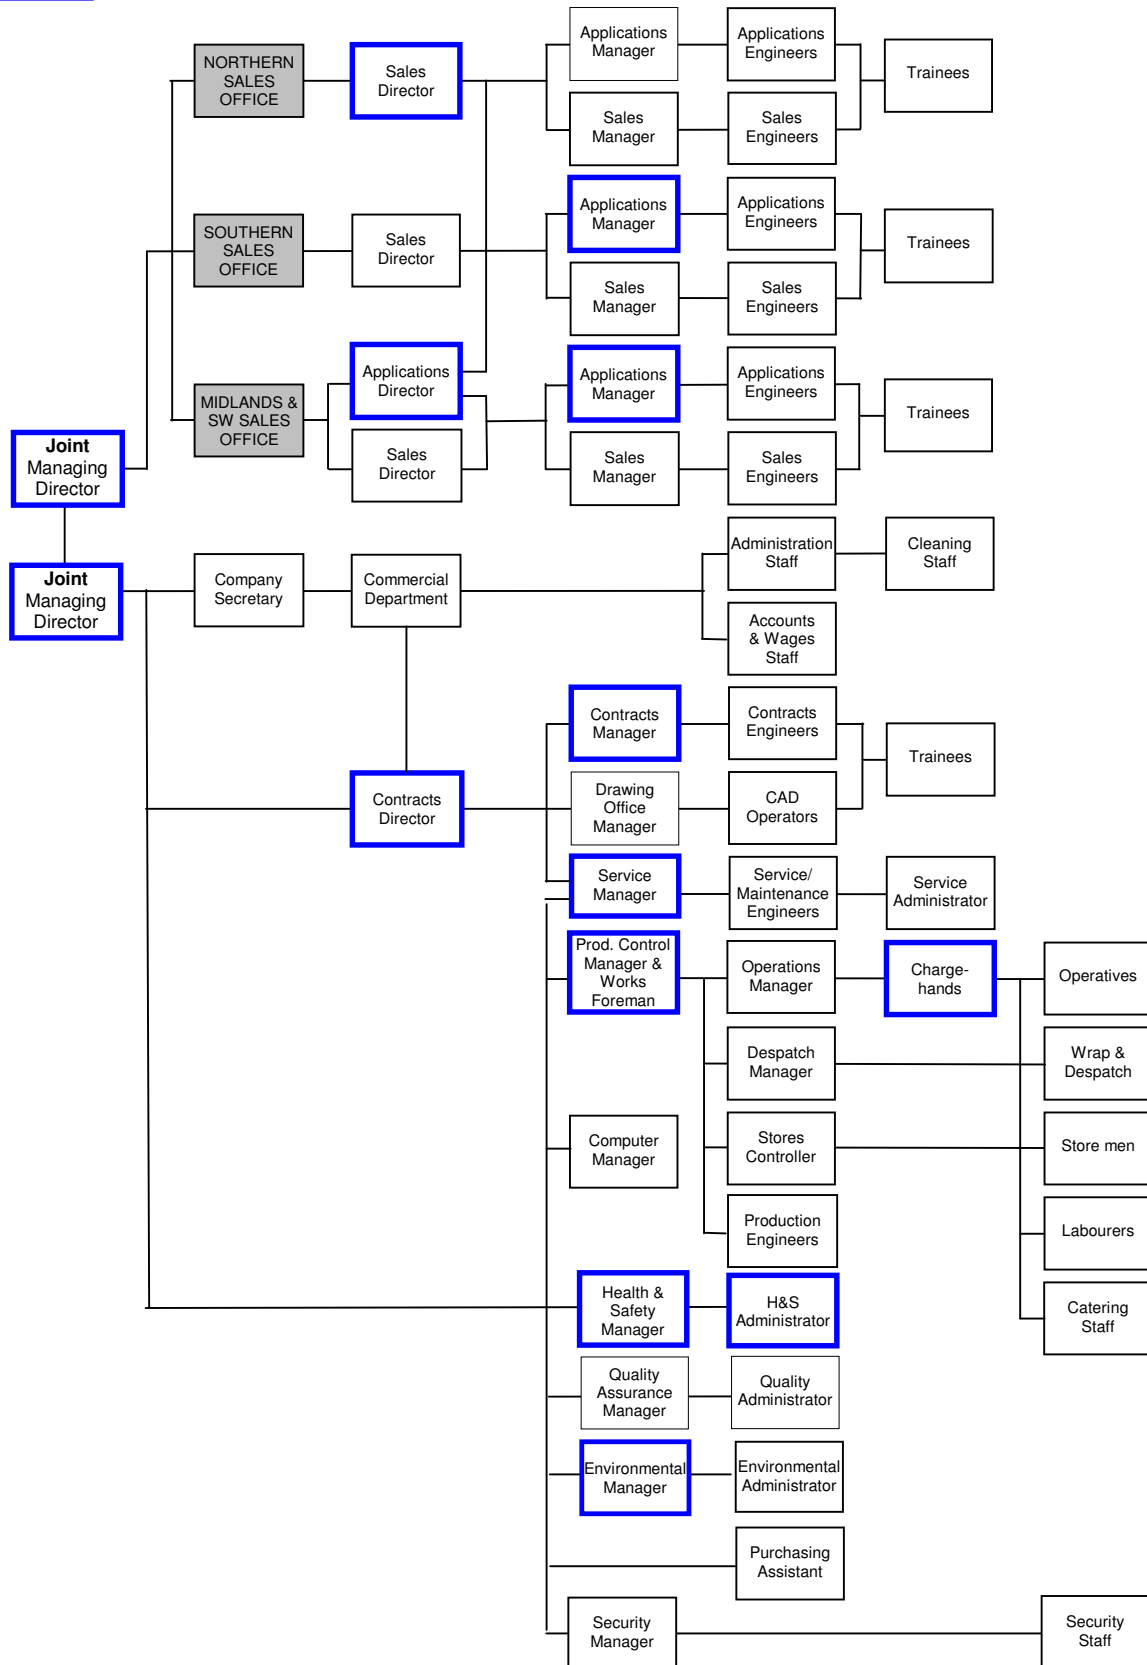 NORTHERN
SALES
OFFICE
Sales
Director
Applications
Manager
Applications
Engineers
Trainees
Sales
Manager
Sales
Engineers
SOUTHERN
SALES
OFFICE
Sales
Director
Applications
Manager
Applications
Engineers
Trainees
Sales
Manager
Sales
Engineers
MIDLANDS &
SW SALES
OFFICE
Applications
Director
Sales
Director
Applications
Manager
Applications
Engineers
Trainees
Sales
Manager
Sales
Engineers
Joint
Managing
Director
Joint
Managing
Director
Company
Secretary
Commercial
Department
Administration
Staff
Cleaning
Staff
Accounts
& Wages
Staff
Contracts
Director
Contracts
Manager
Contracts
Engineers
Trainees
Drawing
Office
Manager
CAD
Operators
Service
Manager
Service/
Maintenance
Engineers
Service
Administrator
Prod. Control
Manager &
Works
Foreman
Operations
Manager
Charge-
hands
Operatives
Despatch
Manager
Wrap &
Despatch
Computer
Manager
Stores
Controller
Store men
Production
Engineers
Labourers
Health &
Safety
Manager
H&S
Administrator
Catering
Staff
Quality
Assurance
Manager
Quality
Administrator
Environmental
Manager
Environmental
Administrator
Purchasing
Assistant
Security
Manager
Security
Staff